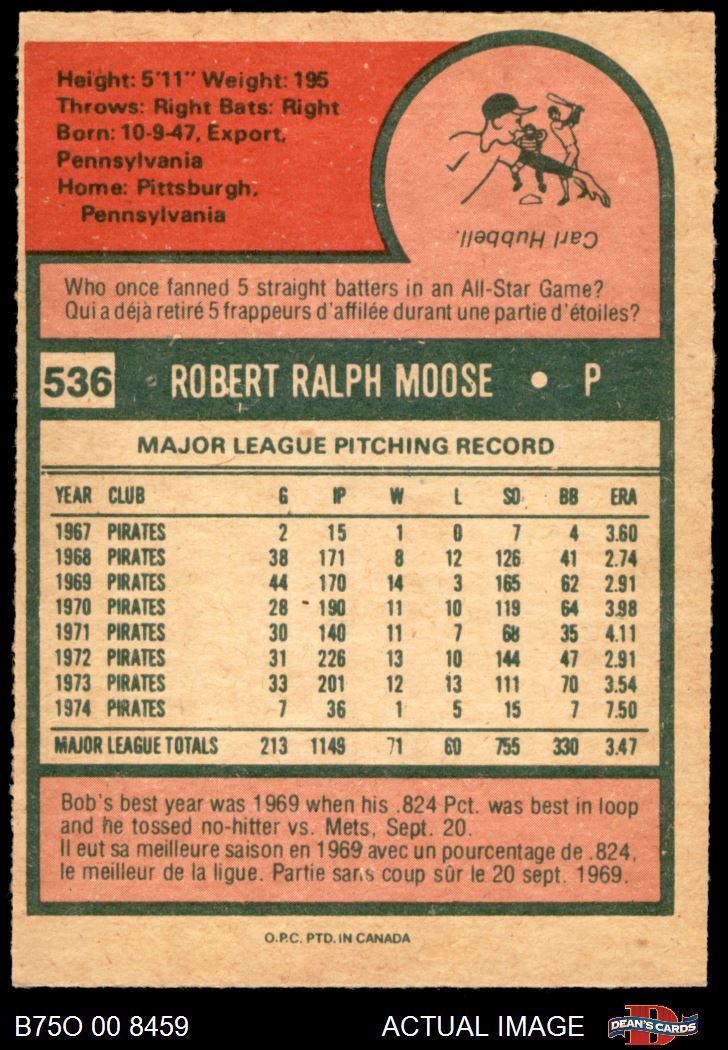 Height: 5'11" Weight: 195
Throws: Right Bats: Right
Born: 10-9-47, Export,
Pennsylvania
Home: Pittsburgh,
Pennsylvania
Carl Hubbell.
Who once fanned 5 straight batters in an All-Star Game?
Qui a déjà retiré 5 frappeurs d'affilée durant une partie d'étoiles?
536 ROBERT RALPH MOOSE • P
MAJOR LEAGUE PITCHING RECORD
YEAR CLUB G IP W L SO BB ERA
1967 PIRATES 2 15 1 0 7 4 3.60
1968 PIRATES 38 171 8 12 126 41 2.74
1969 PIRATES 44 170 14 3 165 62 2.91
1970 PIRATES 28 190 11 10 119 64 3.98
1971 PIRATES 30 140 11 7 68 35 4.11
1972 PIRATES 31 226 13 10 144 47 2.91
1973 PIRATES 33 201 12 13 111 70 3.54
1974 PIRATES 7 36 1 5 15 7 7.50
MAJOR LEAGUE TOTALS 213 1149 71 60 755 330 3.47
Bob's best year was 1969 when his .824 Pct. was best in loop
and he tossed no-hitter vs. Mets, Sept. 20.
Il eut sa meilleure saison en 1969 avec un pourcentage de .824,
le meilleur de la ligue. Partie sans coup sûr le 20 sept. 1969.
O.P.C. PTD. IN CANADA
B75O 00 8459 ACTUAL IMAGE D DEAN'S CARDS